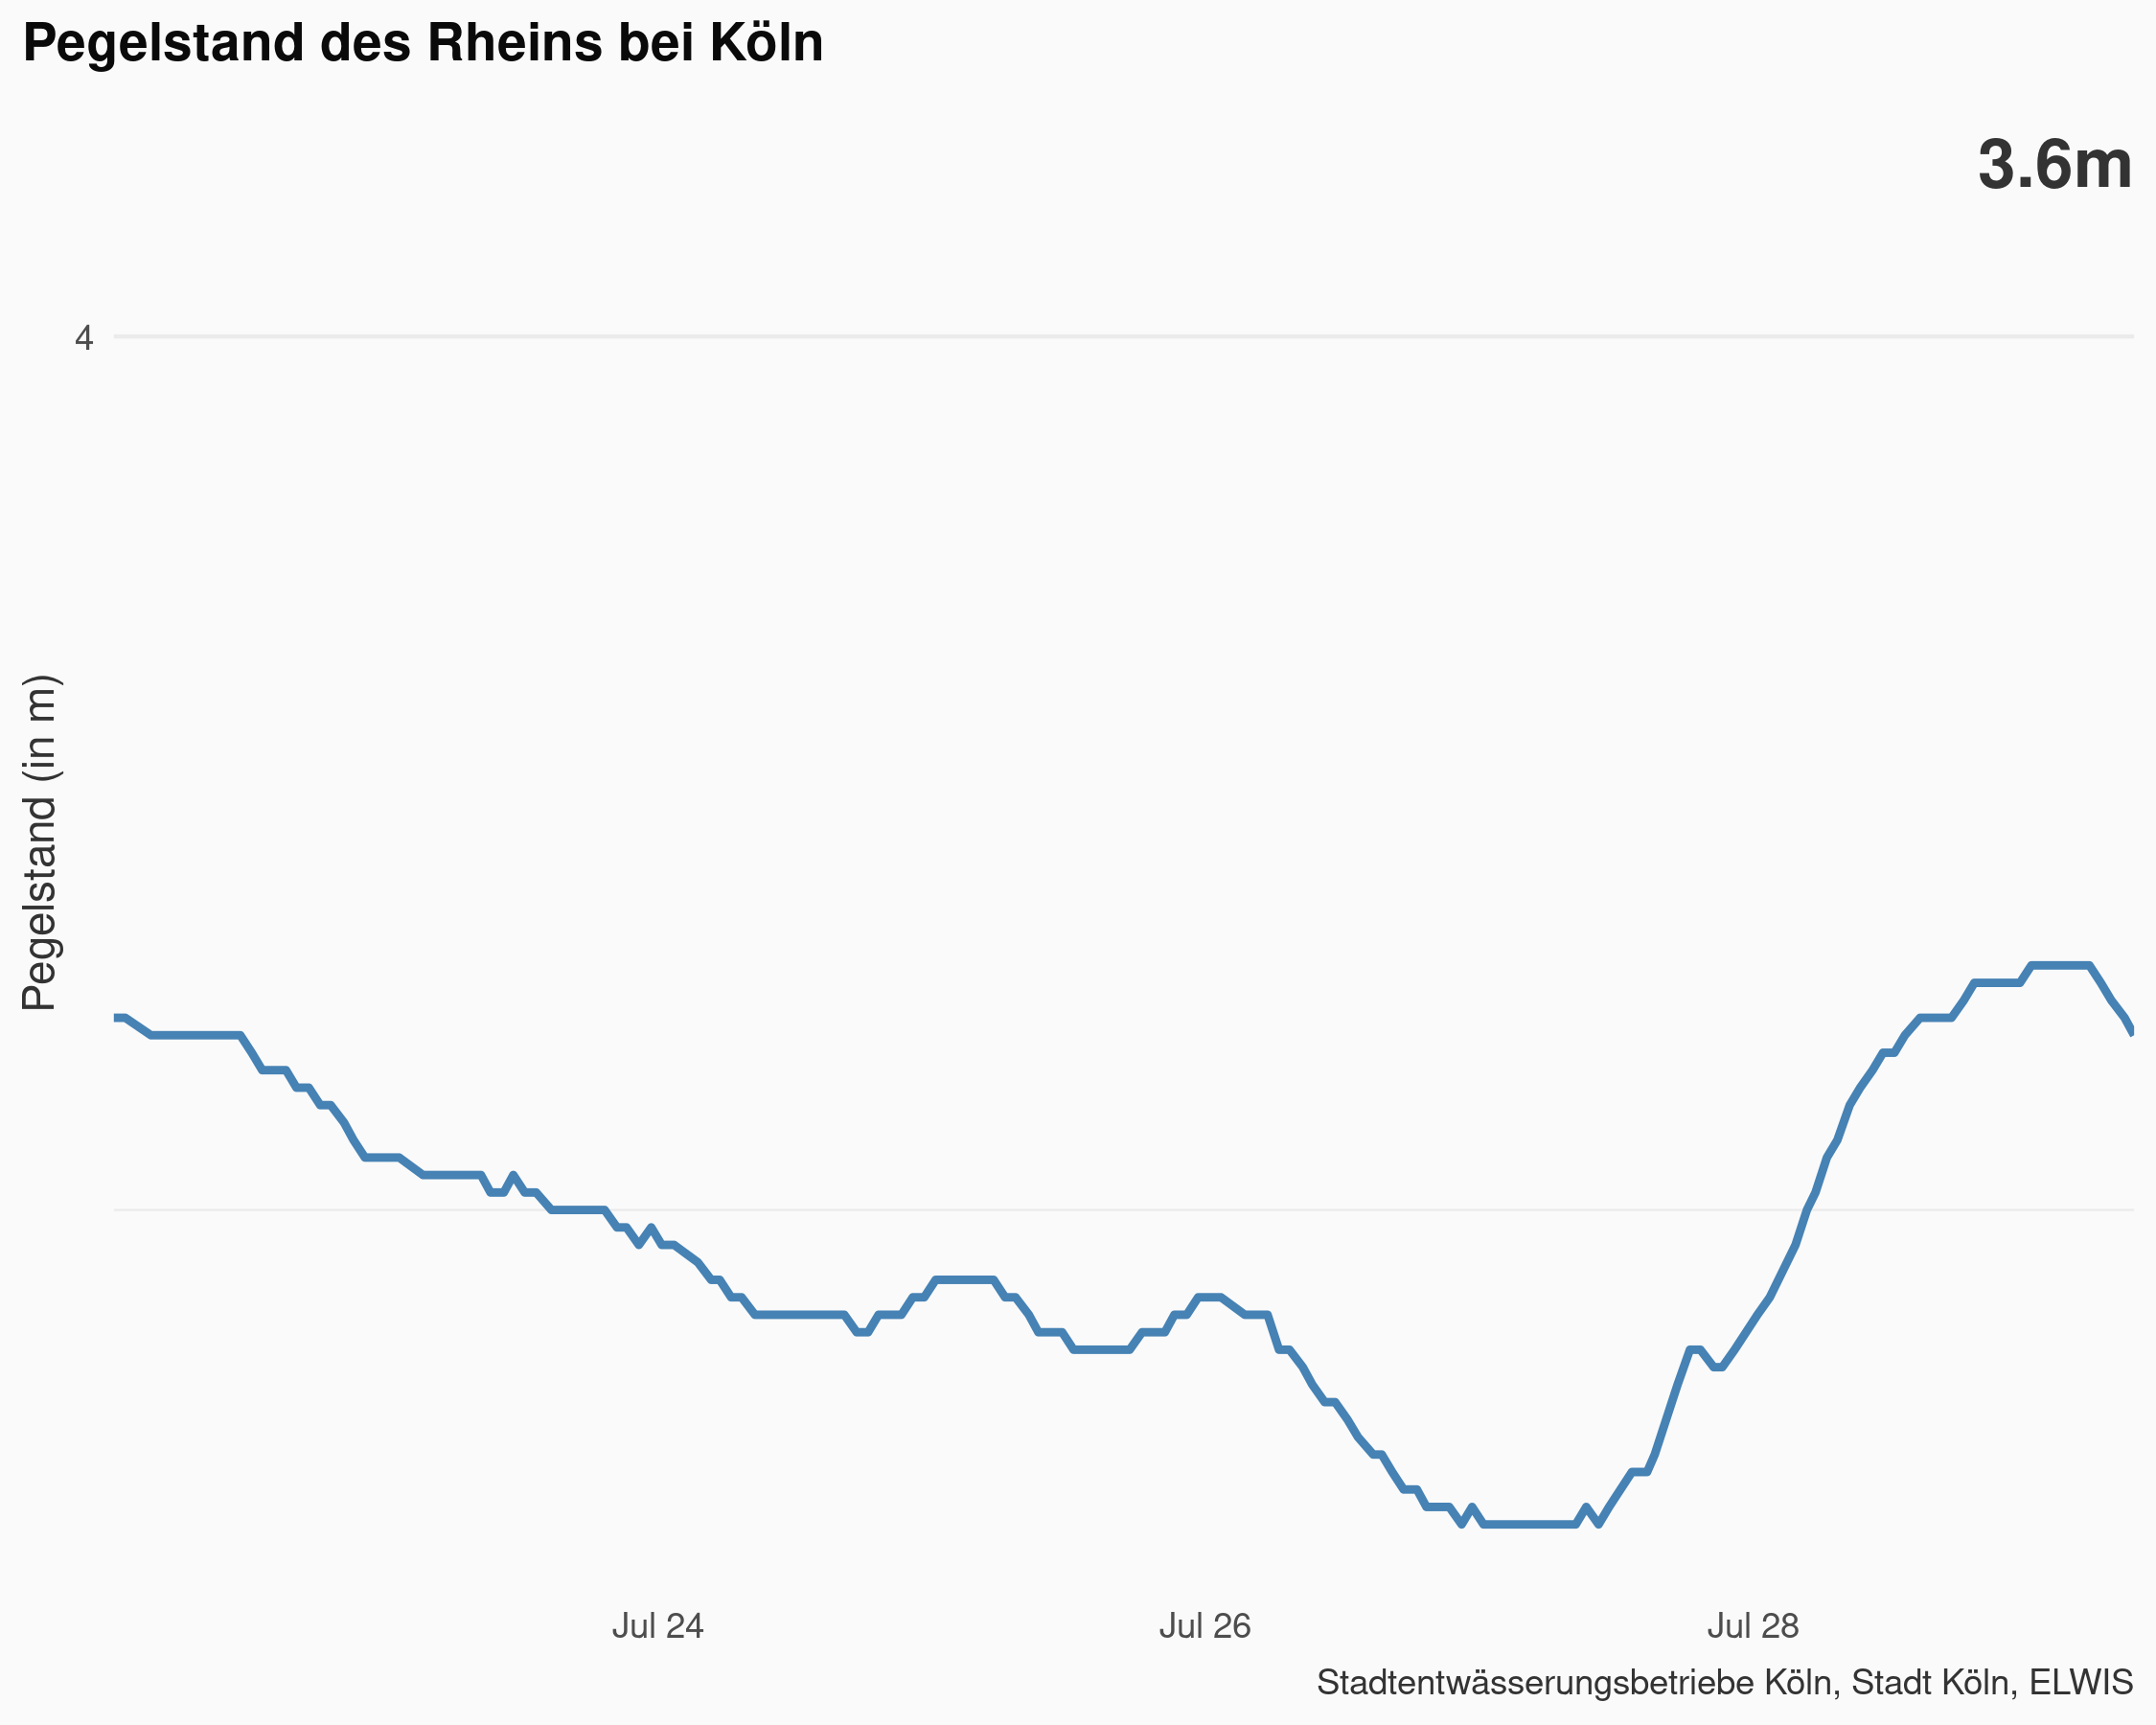 Pegelstand des Rheins bei Köln
3.6m
4
Pegelstand (in m)
Jul 24
Jul 26
Jul 28
Stadtentwässerungsbetriebe Köln, Stadt Köln, ELWIS